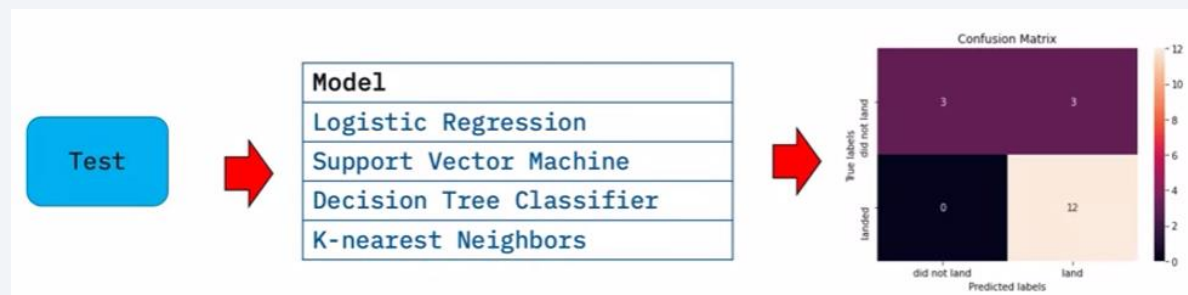 Test
Model
Logistic Regression
Support Vector Machine
Decision Tree Classifier
K-nearest Neighbors
Confusion Matrix
True labels
did not land
landed
3
3
0
12
did not land
land
Predicted labels
12
10
8
6
4
2
0